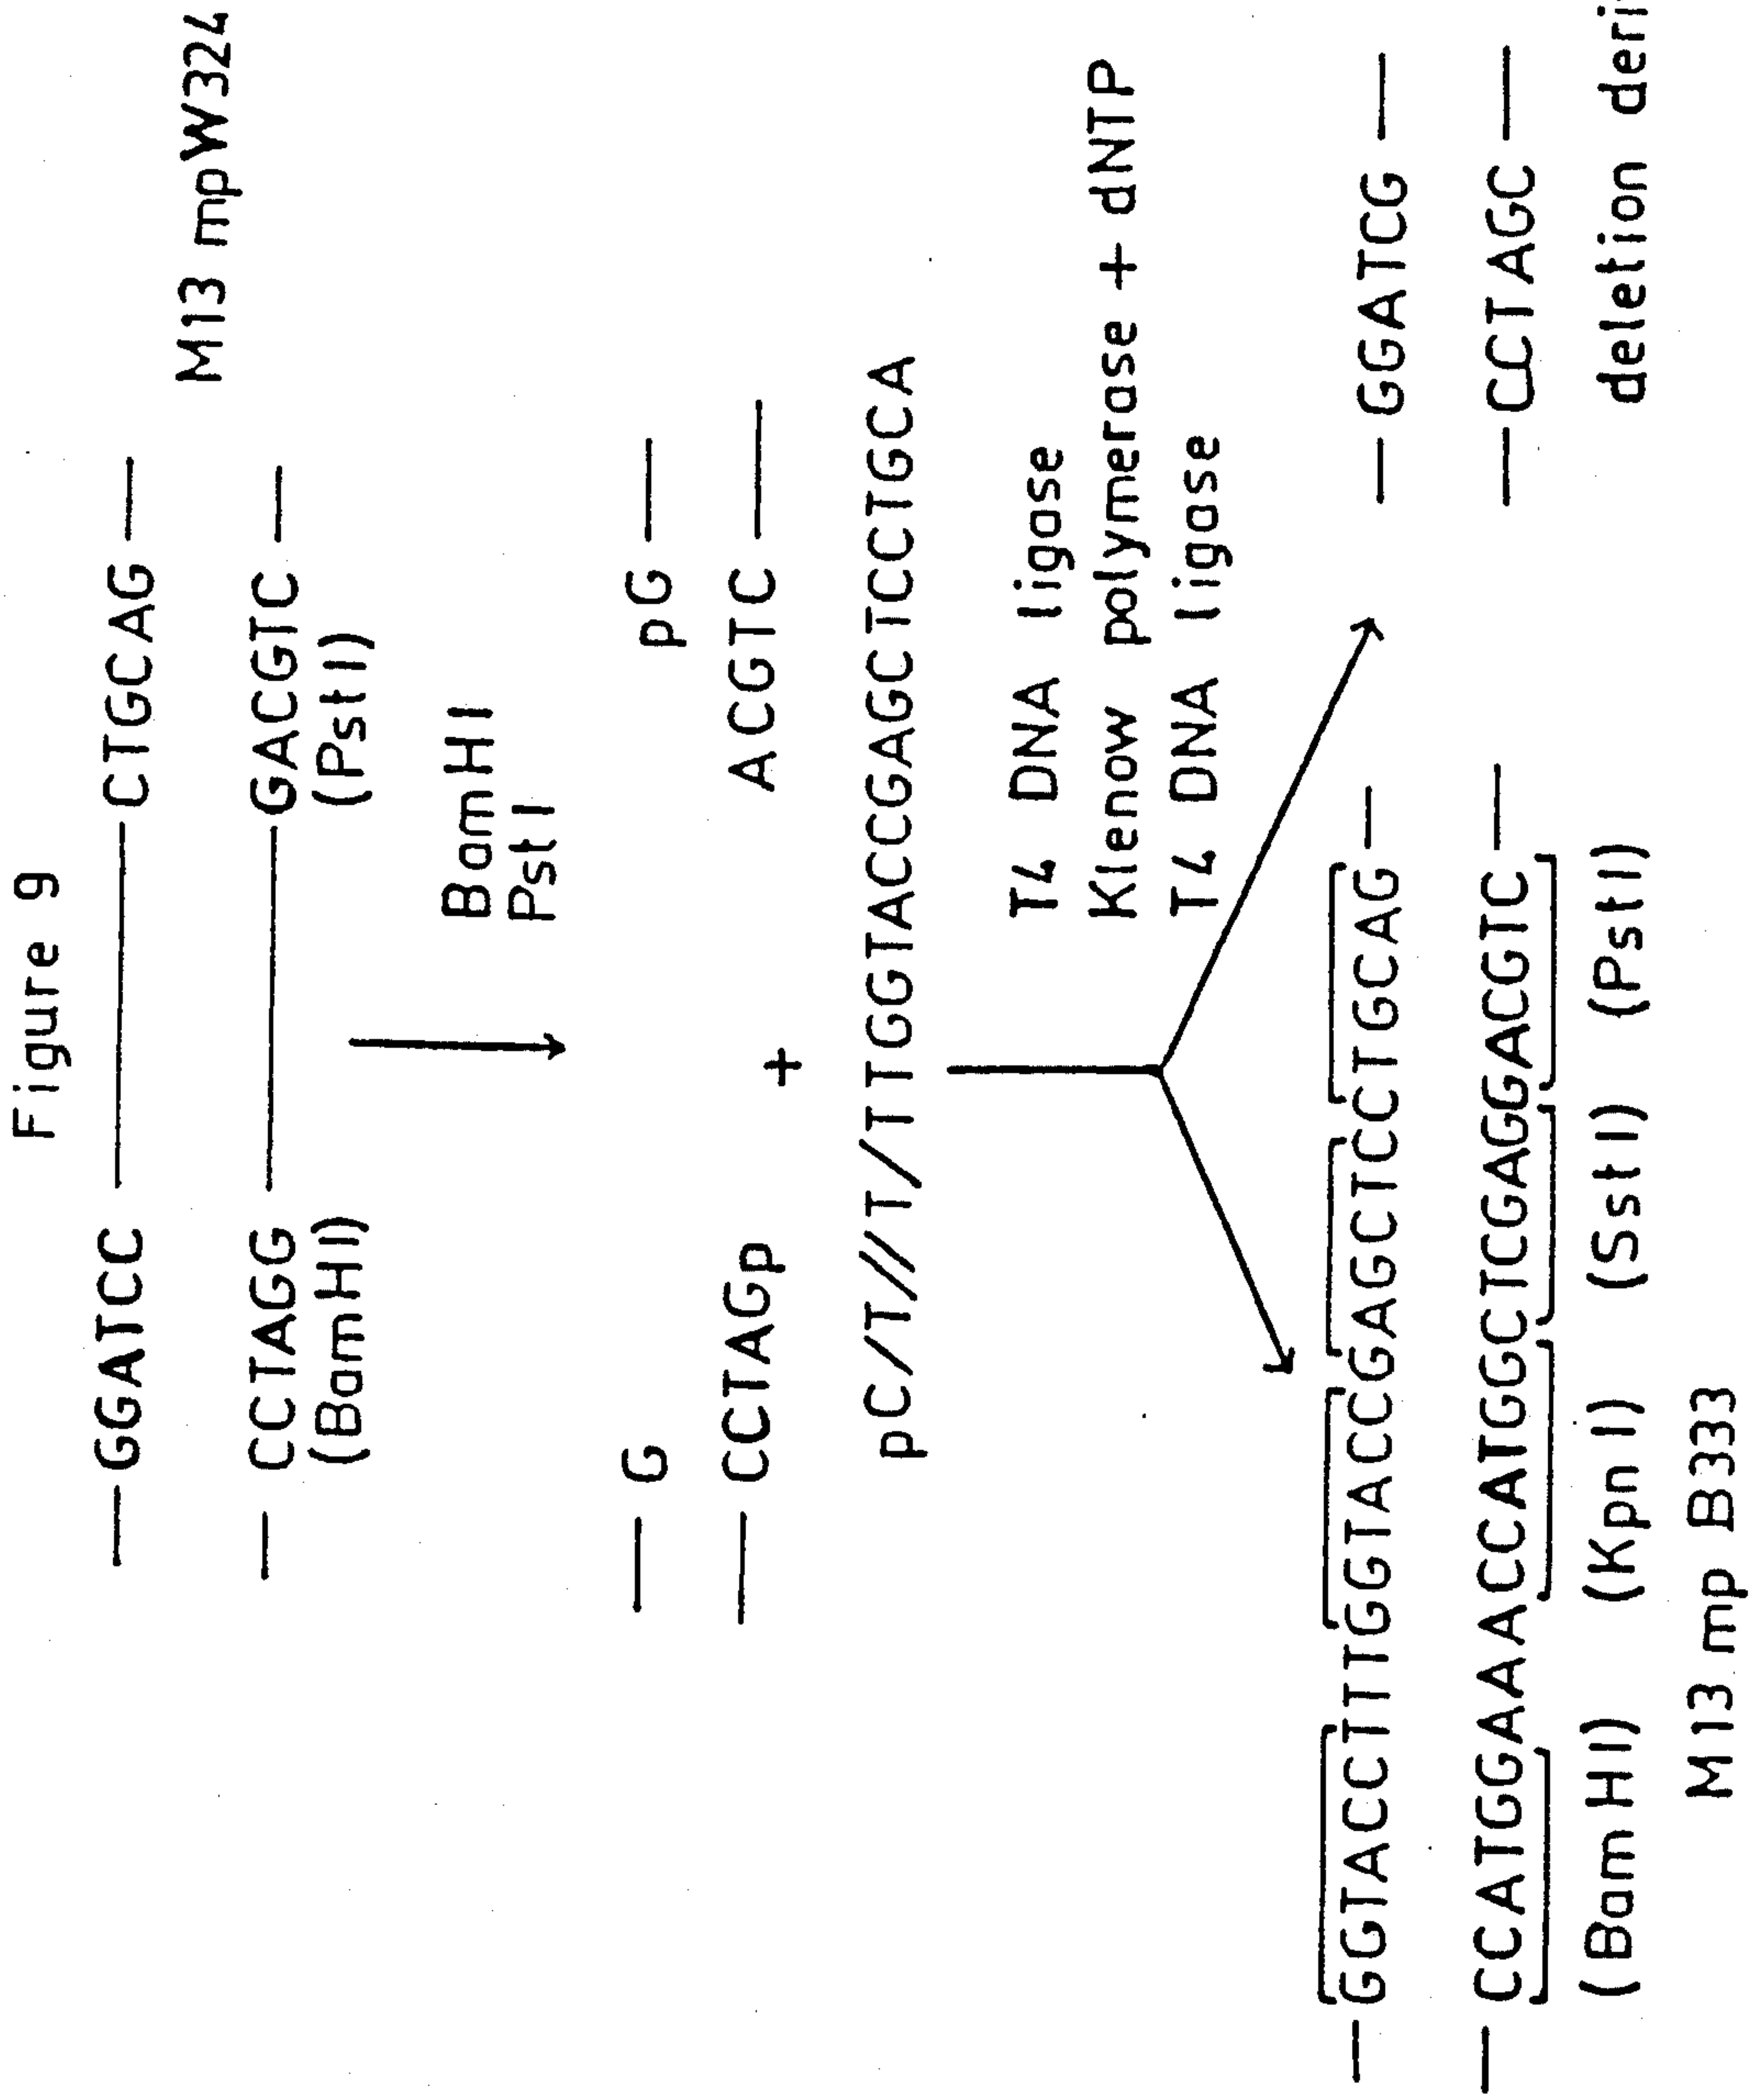 Figure 9
—GGATCC — CTGCAG—
M13 mpW324
— CCTAGG — GACGTC —
(BamHI) (PstI)
BamHI
PstI
— G pG —
— CCTAGp ACGTC —
+
pC/T//T/TTGGTACCGAGCTCCTGCA
T4 DNA ligase
Klenow polymerase + dNTP
T4 DNA ligase
—GGTACCTTTGGTACCGAGCTCCTGCAG— —GGATCG—
— CCATGGAAACCATGGCTCGAGGACGTC — —CCTAGC—
(BamHI) (KpnI) (SstI) (PstI) deletion
M13 mp B333